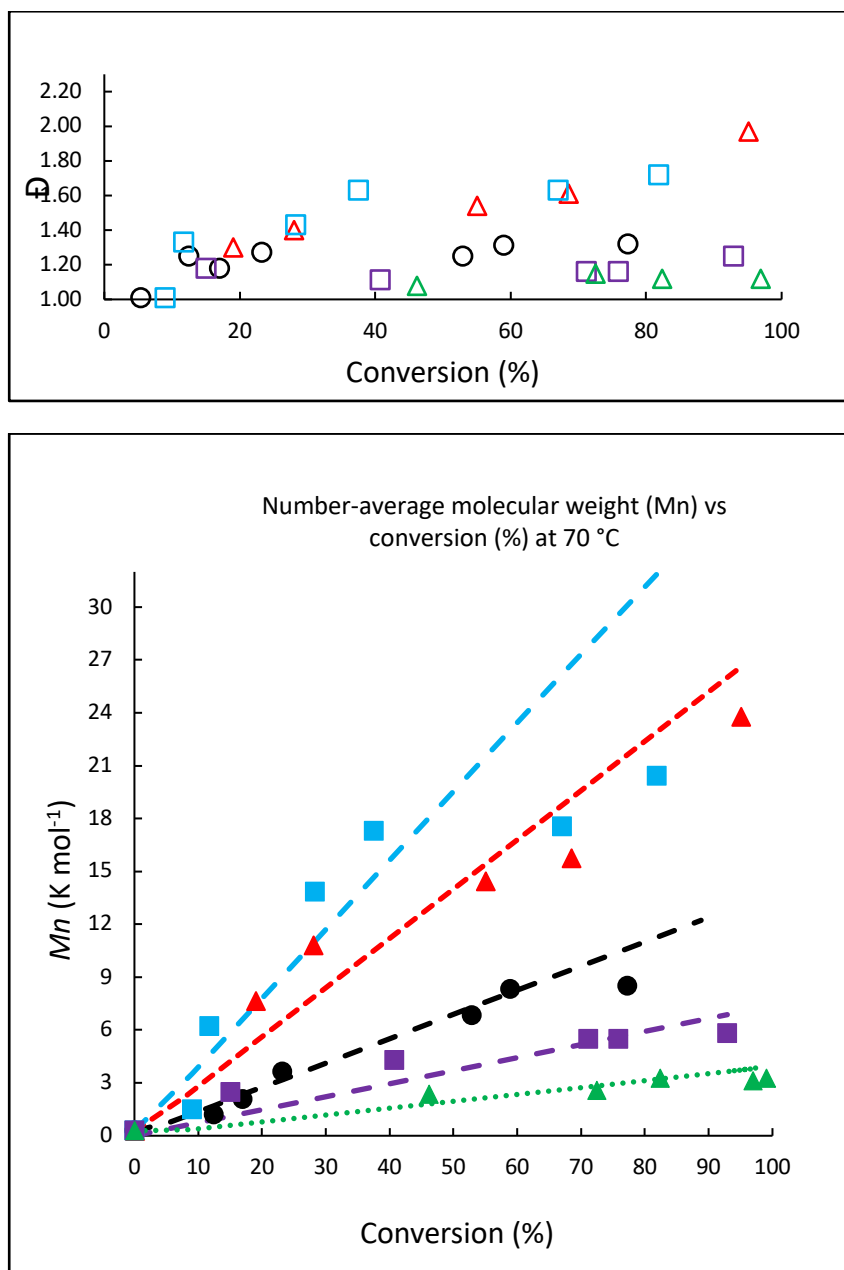 2.20
2.00
1.80
1.60
1.40
1.20
1.00
Đ
0 20 40 60 80 100
Conversion (%)
Number-average molecular weight (Mn) vs
conversion (%) at 70 °C
30
27
24
21
18
15
12
9
6
3
0
Mn (K mol-1)
0 10 20 30 40 50 60 70 80 90 100
Conversion (%)